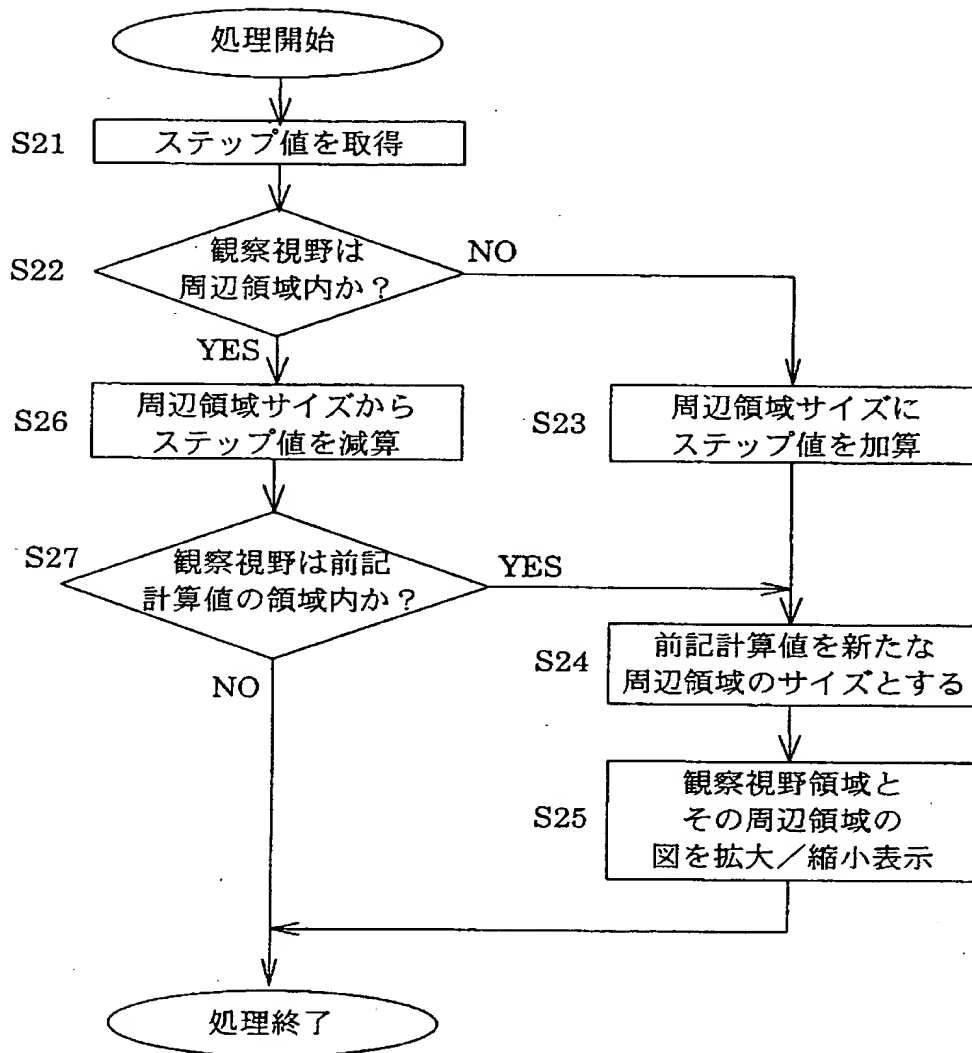 処理開始
S21
ステップ値を取得
S22
観察視野は
周辺領域内か？
NO
YES
S26
周辺領域サイズから
ステップ値を減算
S23
周辺領域サイズに
ステップ値を加算
S27
観察視野は前記
計算値の領域内か？
YES
NO
S24
前記計算値を新たな
周辺領域のサイズとする
S25
観察視野領域と
その周辺領域の
図を拡大／縮小表示
処理終了